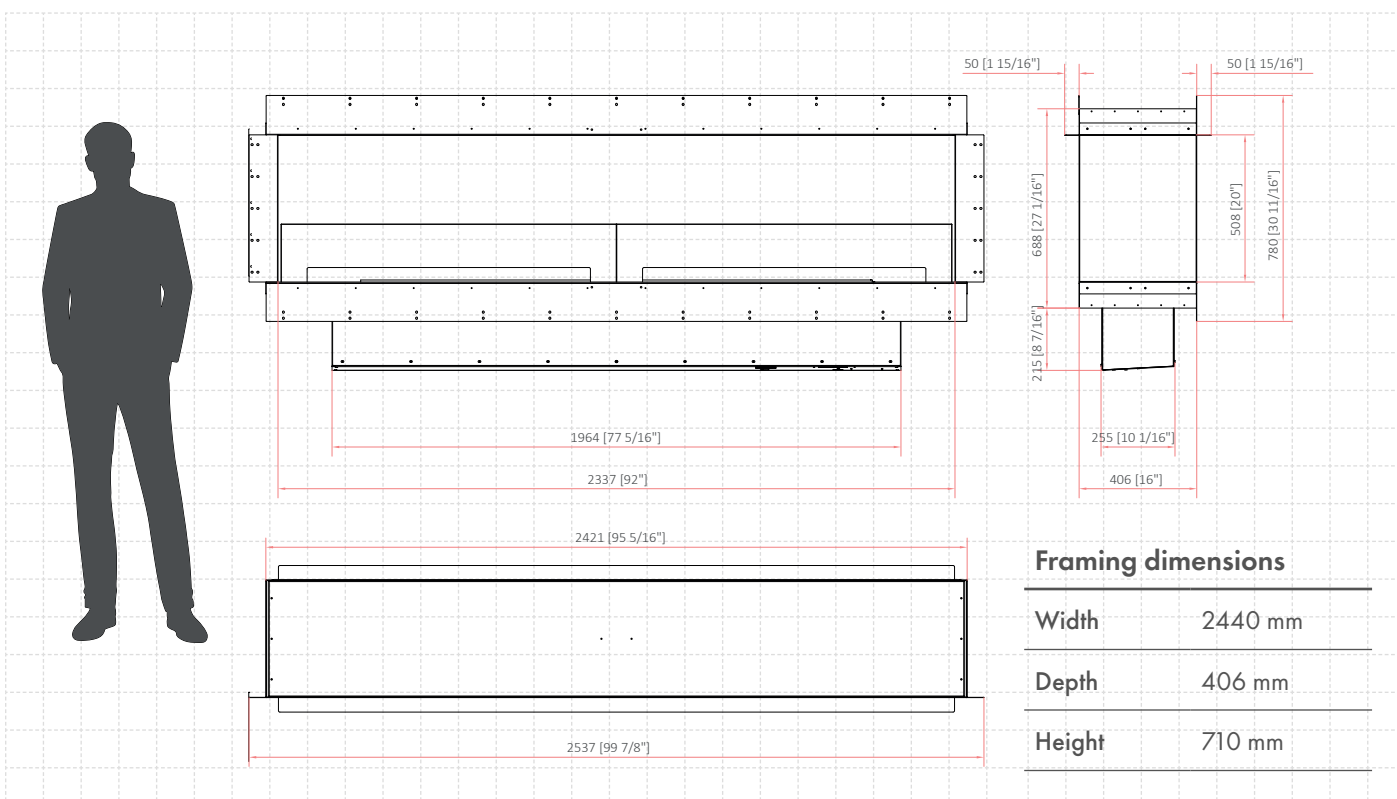 50 [1 15/16"]
50 [1 15/16"]
688 [27 1/16"]
508 [20"]
780 [30 11/16"]
215 [8 7/16"]
1964 [77 5/16"]
255 [10 1/16"]
2337 [92"]
406 [16"]
2421 [95 5/16"]
2537 [99 7/8"]
Framing dimensions
Width 2440 mm
Depth 406 mm
Height 710 mm